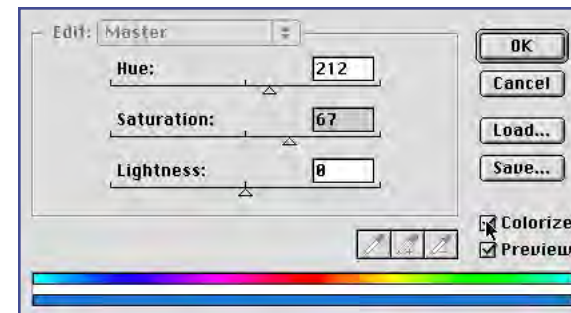 Edit: Master
OK
Hue: 212
Cancel
Saturation: 67
Load...
Lightness: 0
Save...
Colorize
Preview